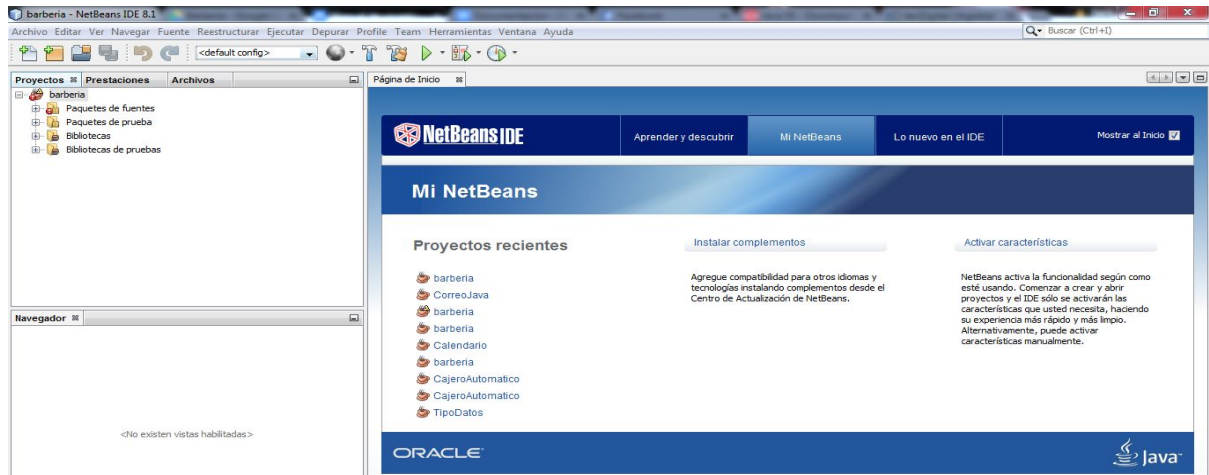 barberia - NetBeans IDE 8.1
Archivo Editar Ver Navegar Fuente Reestructurar Ejecutar Depurar Profile Team Herramientas Ventana Ayuda
Buscar (Ctrl+I)
<default config>
Proyectos Prestaciones Archivos
barberia
Paquetes de fuentes
Paquetes de prueba
Bibliotecas
Bibliotecas de pruebas
Navegador
<No existen vistas habilitadas>
Página de Inicio
NetBeans IDE
Aprender y descubrir
Mi NetBeans
Lo nuevo en el IDE
Mostrar al Inicio
Mi NetBeans
Proyectos recientes
barberia
CorreoJava
barberia
barberia
Calendario
barberia
CajeroAutomatico
CajeroAutomatico
TipoDatos
Instalar complementos
Agregue compatibilidad para otros idiomas y
tecnologías instalando complementos desde el
Centro de Actualización de NetBeans.
Activar características
NetBeans activa la funcionalidad según como
esté usando. Comenzar a crear y abrir
proyectos y el IDE sólo se activarán las
características que usted necesita, haciendo
su experiencia más rápido y más limpio.
Alternativamente, puede activar
características manualmente.
ORACLE
Java